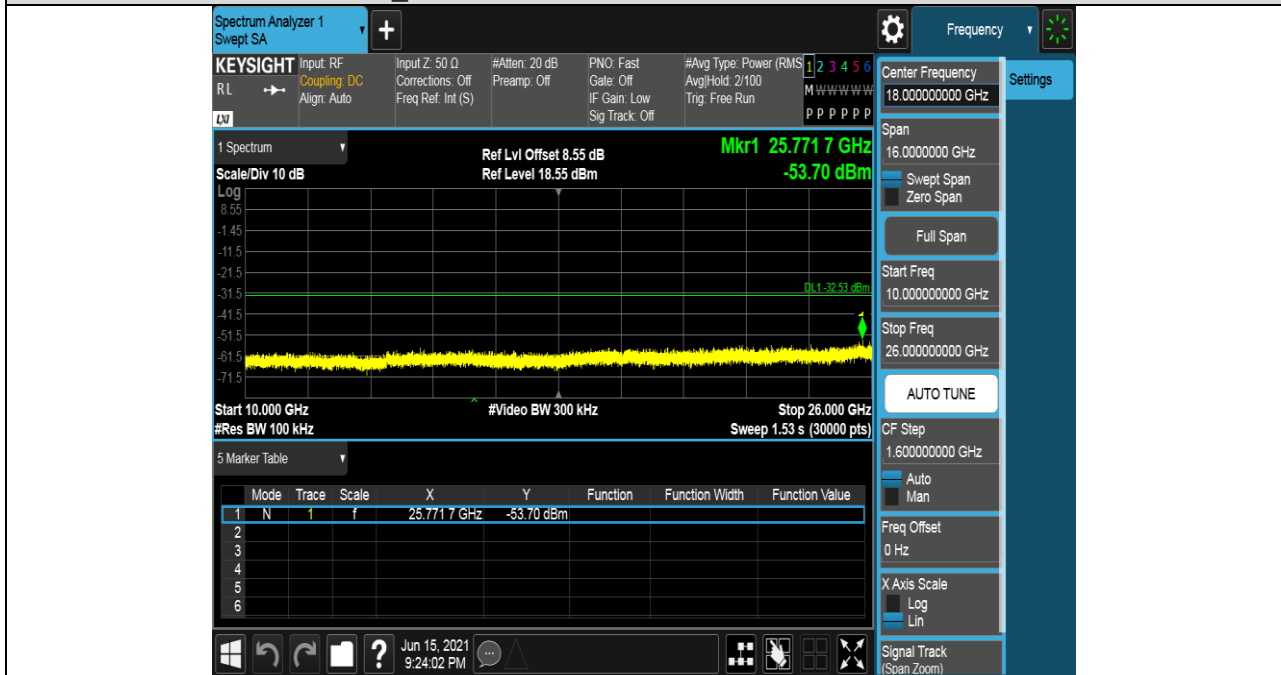 Spectrum Analyzer 1
Swept SA
+
Frequency
KEYSIGHT
RL
LXI
Input: RF
Coupling: DC
Align: Auto
Input Z: 50 Ω
Corrections: Off
Freq Ref: Int (S)
#Atten: 20 dB
Preamp: Off
PNO: Fast
Gate: Off
IF Gain: Low
Sig Track: Off
#Avg Type: Power (RMS
Avg|Hold: 2/100
Trig: Free Run
1 2 3 4 5 6
M W W W W W
P P P P P P
Center Frequency
18.000000000 GHz
Settings
Span
16.0000000 GHz
Swept Span
Zero Span
Full Span
Start Freq
10.000000000 GHz
Stop Freq
26.000000000 GHz
AUTO TUNE
CF Step
1.600000000 GHz
Auto
Man
Freq Offset
0 Hz
X Axis Scale
Log
Lin
Signal Track
(Span Zoom)
1 Spectrum
Scale/Div 10 dB
Ref Lvl Offset 8.55 dB
Ref Level 18.55 dBm
Mkr1 25.771 7 GHz
-53.70 dBm
Log
8.55
-1.45
-11.5
-21.5
-31.5
-41.5
-51.5
-61.5
-71.5
DL1 -32.53 dBm
1
Start 10.000 GHz
#Video BW 300 kHz
Stop 26.000 GHz
#Res BW 100 kHz
Sweep 1.53 s (30000 pts)
5 Marker Table
Mode Trace Scale X Y Function Function Width Function Value
1 N 1 f 25.771 7 GHz -53.70 dBm
2
3
4
5
6
?
Jun 15, 2021
9:24:02 PM